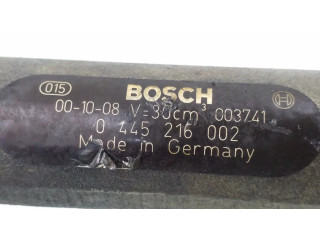 015 BOSCH
00-10-08 V=30cm³ 003741
0 445 216 002
Made in Germany